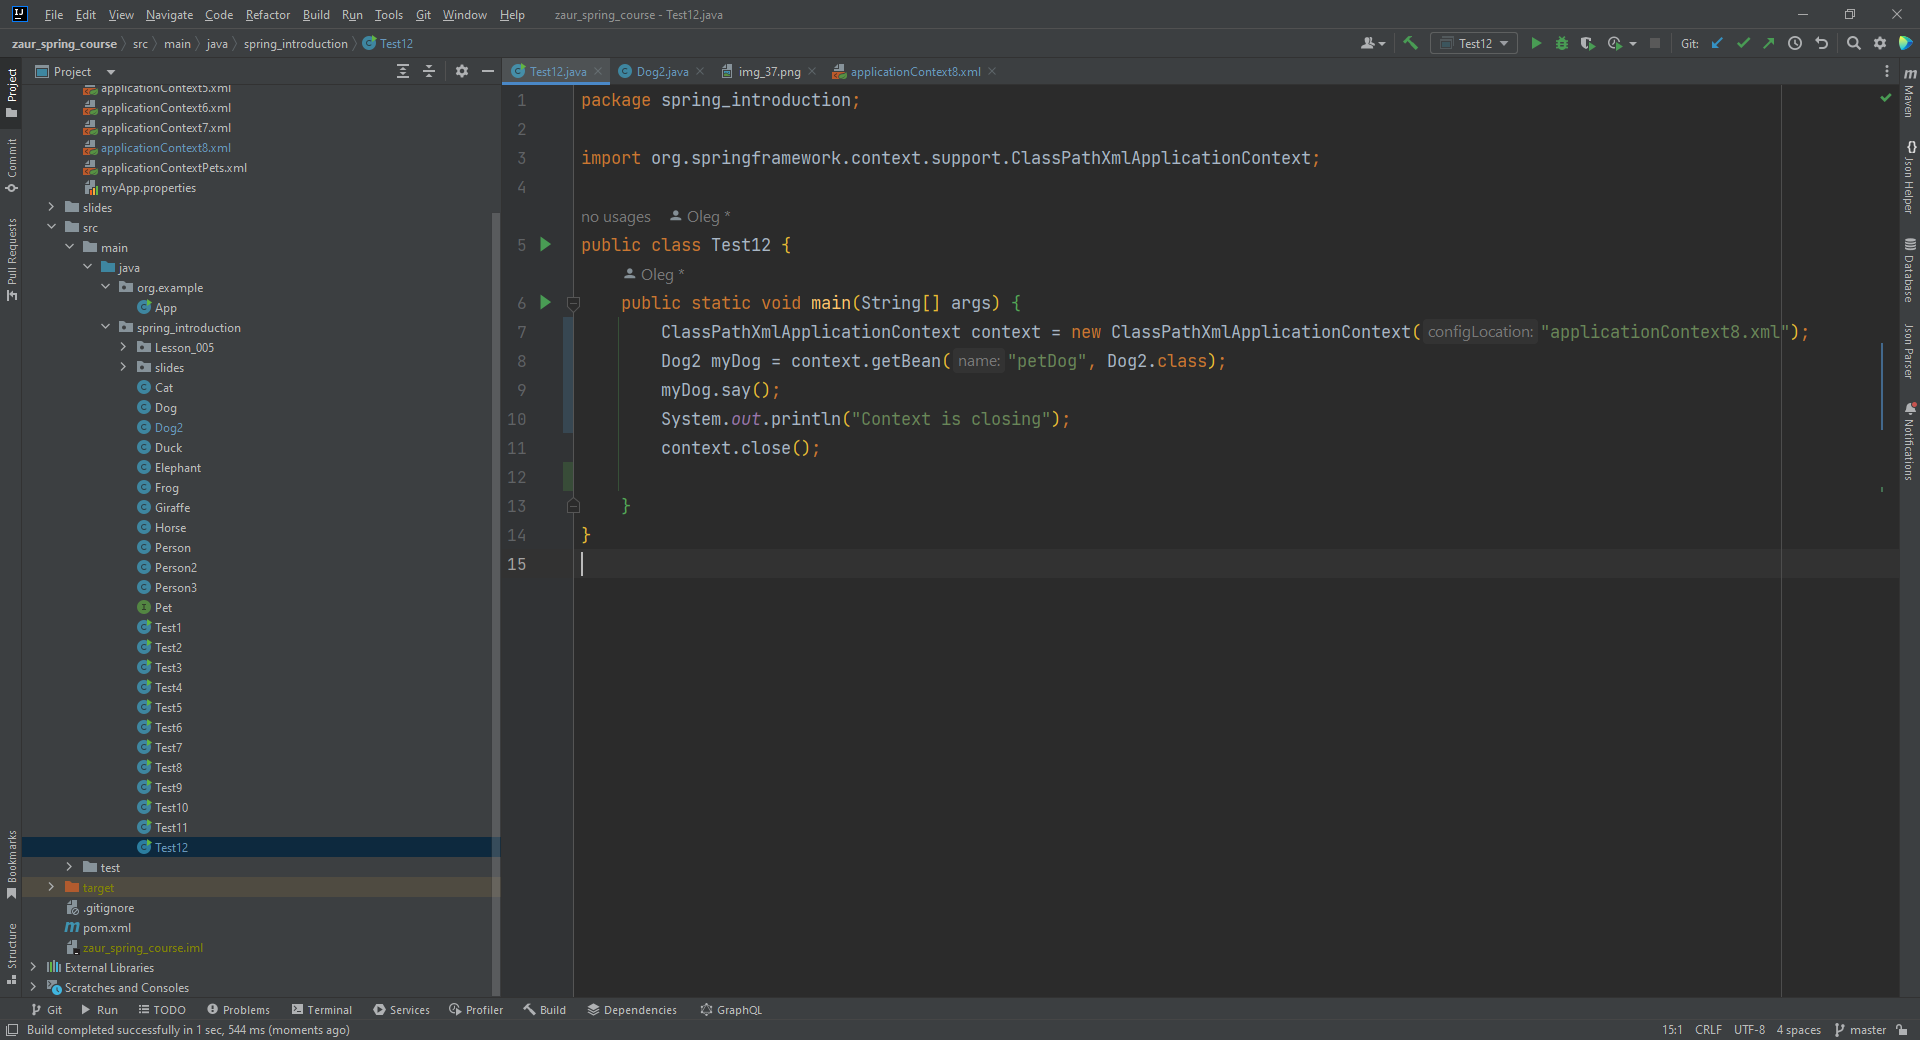 File Edit View Navigate Code Refactor Build Run Tools Git Window Help zaur_spring_course - Test12.java
zaur_spring_course src main java spring_introduction Test12
Test12
Git:
Project
Test12.java Dog2.java img_37.png applicationContext8.xml
applicationContext5.xml
applicationContext6.xml
applicationContext7.xml
applicationContext8.xml
applicationContextPets.xml
myApp.properties
slides
src
main
java
org.example
App
spring_introduction
Lesson_005
slides
Cat
Dog
Dog2
Duck
Elephant
Frog
Giraffe
Horse
Person
Person2
Person3
Pet
Test1
Test2
Test3
Test4
Test5
Test6
Test7
Test8
Test9
Test10
Test11
Test12
test
target
.gitignore
pom.xml
zaur_spring_course.iml
External Libraries
Scratches and Consoles
Project
Commit
Pull Requests
Bookmarks
Structure
1 package spring_introduction;
2
3 import org.springframework.context.support.ClassPathXmlApplicationContext;
4
no usages Oleg *
5 public class Test12 {
Oleg *
6 public static void main(String[] args) {
7 ClassPathXmlApplicationContext context = new ClassPathXmlApplicationContext( configLocation: "applicationContext8.xml");
8 Dog2 myDog = context.getBean( name: "petDog", Dog2.class);
9 myDog.say();
10 System.out.println("Context is closing");
11 context.close();
12
13 }
14 }
15
m Maven
{} Json Helper
Database
Json Parser
Notifications
Git Run TODO Problems Terminal Services Profiler Build Dependencies GraphQL
Build completed successfully in 1 sec, 544 ms (moments ago) 15:1 CRLF UTF-8 4 spaces master